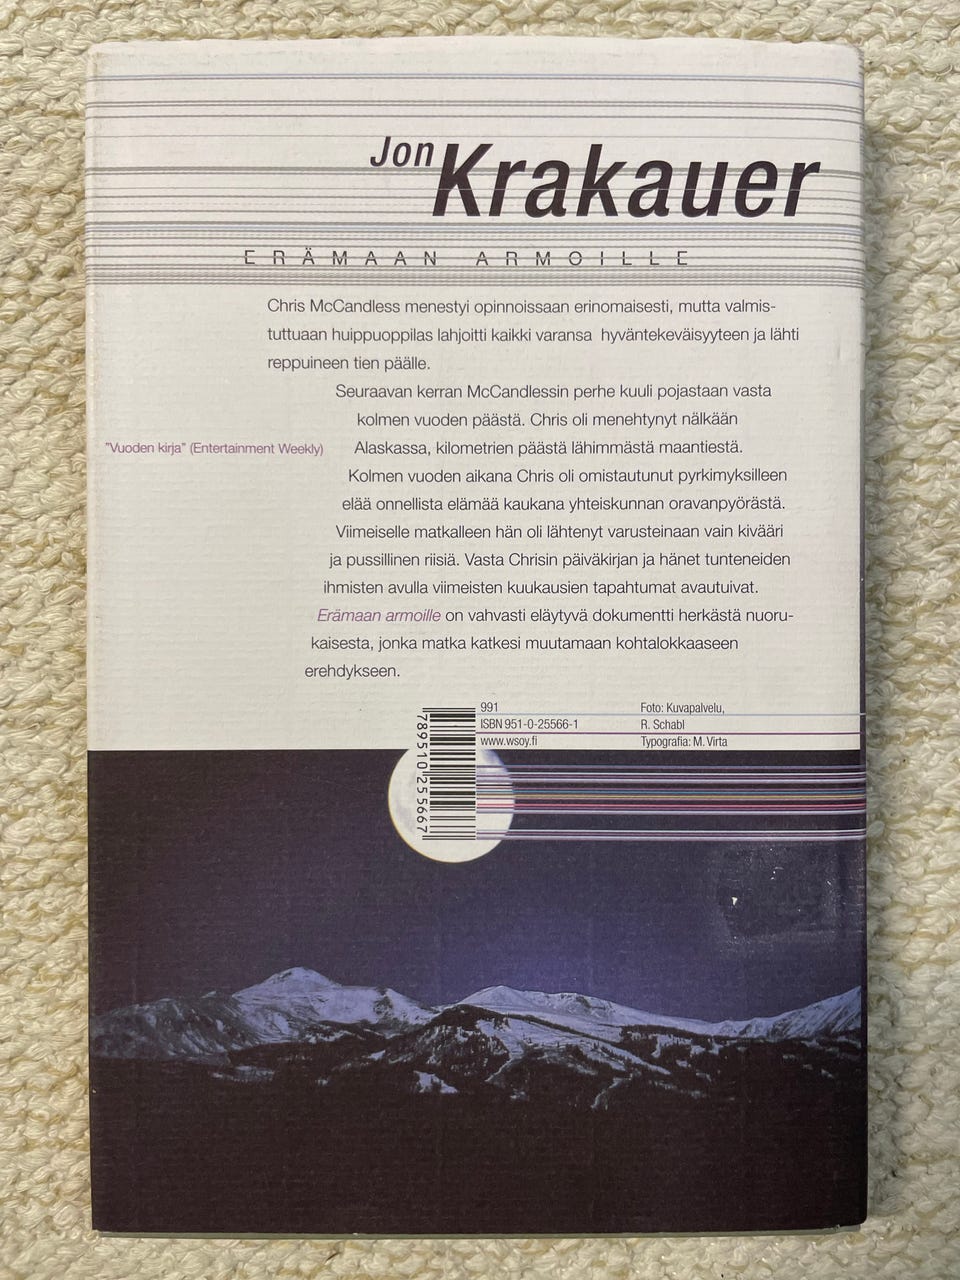 Jon Krakauer
ERÄMAAN ARMOILLE
Chris McCandless menestyi opinnoissaan erinomaisesti, mutta valmis-
tuttuaan huippuoppilas lahjoitti kaikki varansa hyväntekeväisyyteen ja lähti
reppuineen tien päälle.
Seuraavan kerran McCandlessin perhe kuuli pojastaan vasta
kolmen vuoden päästä. Chris oli menehtynyt nälkään
"Vuoden kirja" (Entertainment Weekly)
Alaskassa, kilometrien päästä lähimmästä maantiestä.
Kolmen vuoden aikana Chris oli omistautunut pyrkimyksilleen
elää onnellista elämää kaukana yhteiskunnan oravanpyörästä.
Viimeiselle matkalleen hän oli lähtenyt varusteinaan vain kivääri
ja pussillinen riisiä. Vasta Chrisin päiväkirjan ja hänet tunteneiden
ihmisten avulla viimeisten kuukausien tapahtumat avautuivat.
Erämaan armoille on vahvasti eläytyvä dokumentti herkästä nuoru-
kaisesta, jonka matka katkesi muutamaan kohtalokkaaseen
erehdykseen.
991
ISBN 951-0-25566-1
www.wsoy.fi
Foto: Kuvapalvelu,
R. Schabl
Typografia: M. Virta
789510255667